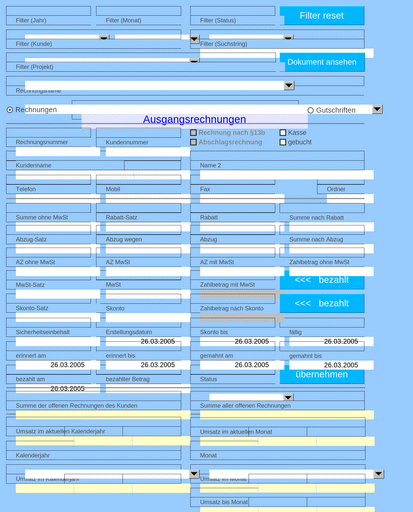 Filter (Jahr) Filter (Monat) Filter (Status) Filter reset
Filter (Kunde) Filter (Suchstring)
Filter (Projekt) Dokument ansehen
Rechnungsname
Rechnungen Gutschriften
Ausgangsrechnungen
Rechnung nach §13b Kasse
Rechnungsnummer Kundennummer Abschlagsrechnung gebucht
Kundenname Name 2
Telefon Mobil Fax Ordner
Summe ohne MwSt Rabatt-Satz Rabatt Summe nach Rabatt
Abzug-Satz Abzug wegen Abzug Summe nach Abzug
AZ ohne MwSt AZ MwSt AZ mit MwSt Zahlbetrag ohne MwSt
MwSt-Satz MwSt Zahlbetrag mit MwSt <<< bezahlt
Skonto-Satz Skonto Zahlbetrag nach Skonto <<< bezahlt
Sicherheitseinbehalt Erstellungsdatum Skonto bis fällig
26.03.2005 26.03.2005 26.03.2005
erinnert am erinnert bis gemahnt am gemahnt bis
26.03.2005 26.03.2005 26.03.2005 26.03.2005
bezahlt am bezahlter Betrag Status übernehmen
26.03.2005
Summe der offenen Rechnungen des Kunden Summe aller offenen Rechnungen
Umsatz im aktuellen Kalenderjahr Umsatz im aktuellen Monat
Kalenderjahr Monat
Umsatz im Kalenderjahr Umsatz im Monat
Umsatz bis Monat